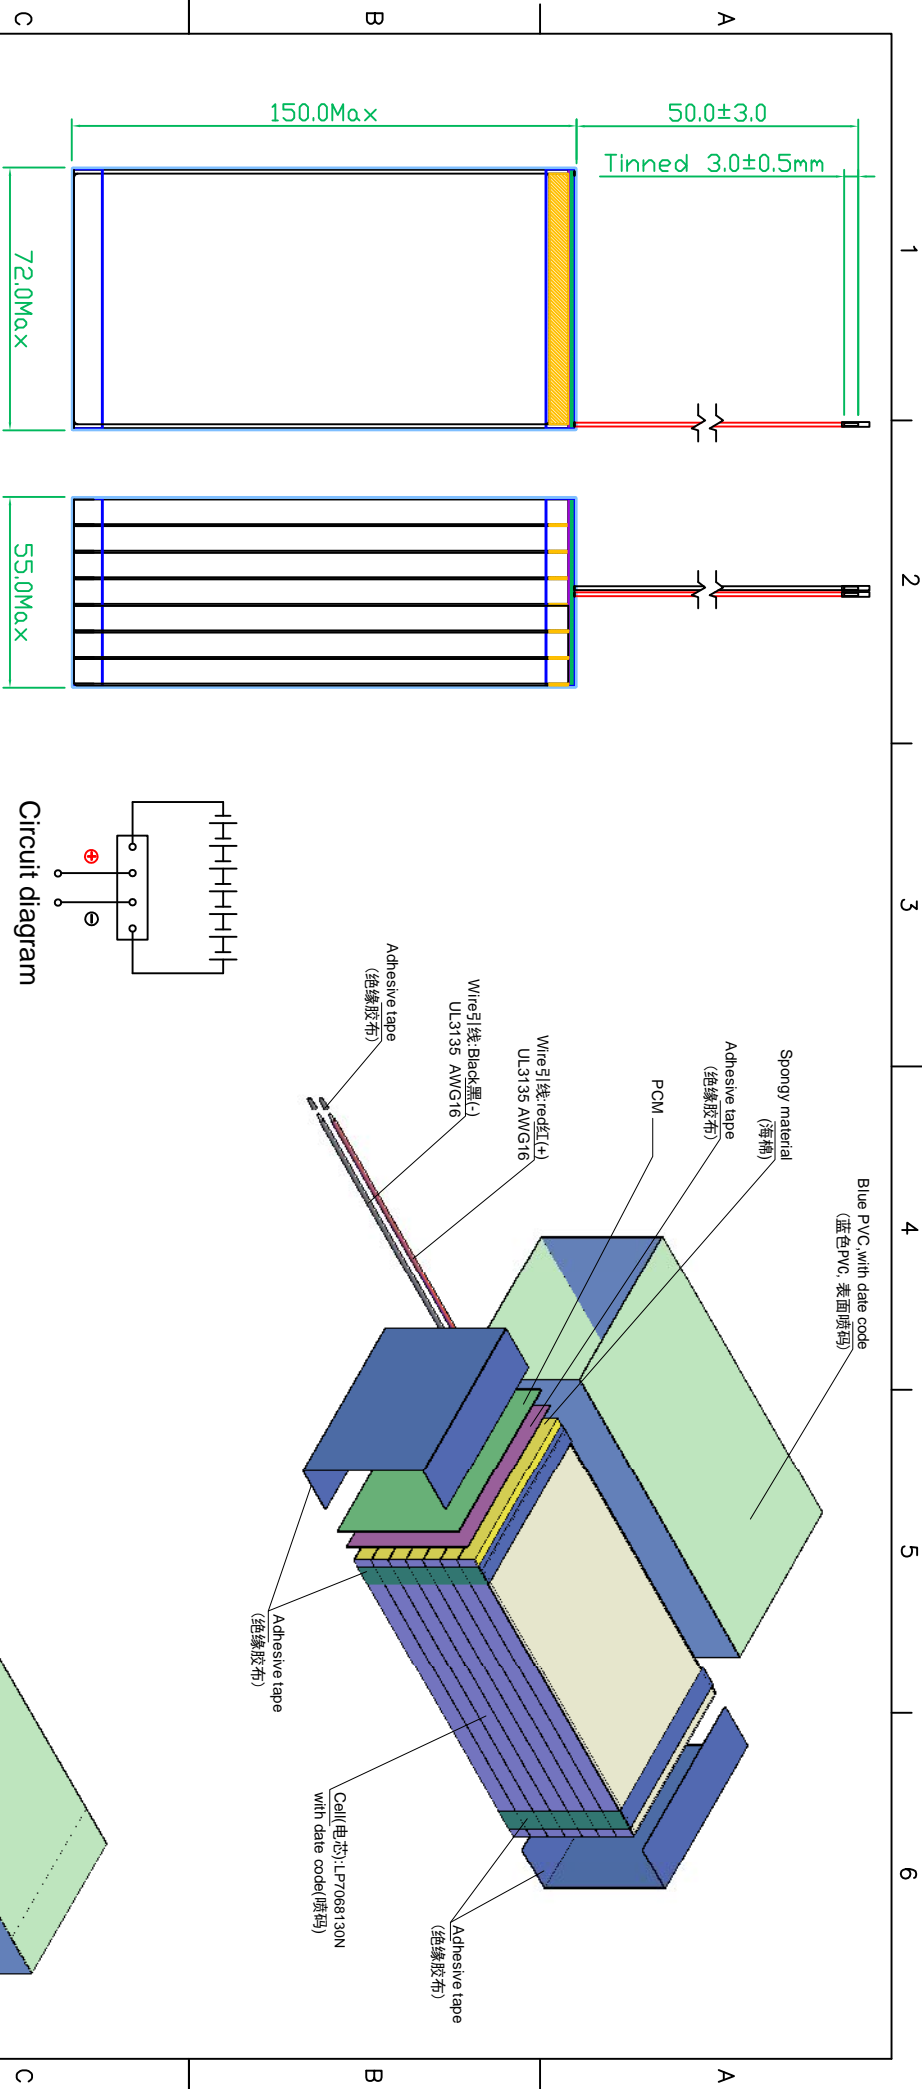 C
B
A
150.0Max
50.0±3.0
Tinned 3.0±0.5mm
1
72.0Max
2
55.0Max
3
Circuit diagram
⊕
⊖
4
Adhesive tape
(绝缘胶布)
Wire引线:Black黑(-)
UL3135 AWG16
Wire引线:red红(+)
UL3135 AWG16
PCM
Adhesive tape
(绝缘胶布)
Spongy material
(海棉)
Blue PVC,with date code
(蓝色PVC, 表面喷码)
5
Adhesive tape
(绝缘胶布)
Cell(电芯):LP7068130N
with date code(喷码)
Adhesive tape
(绝缘胶布)
6
C
B
A